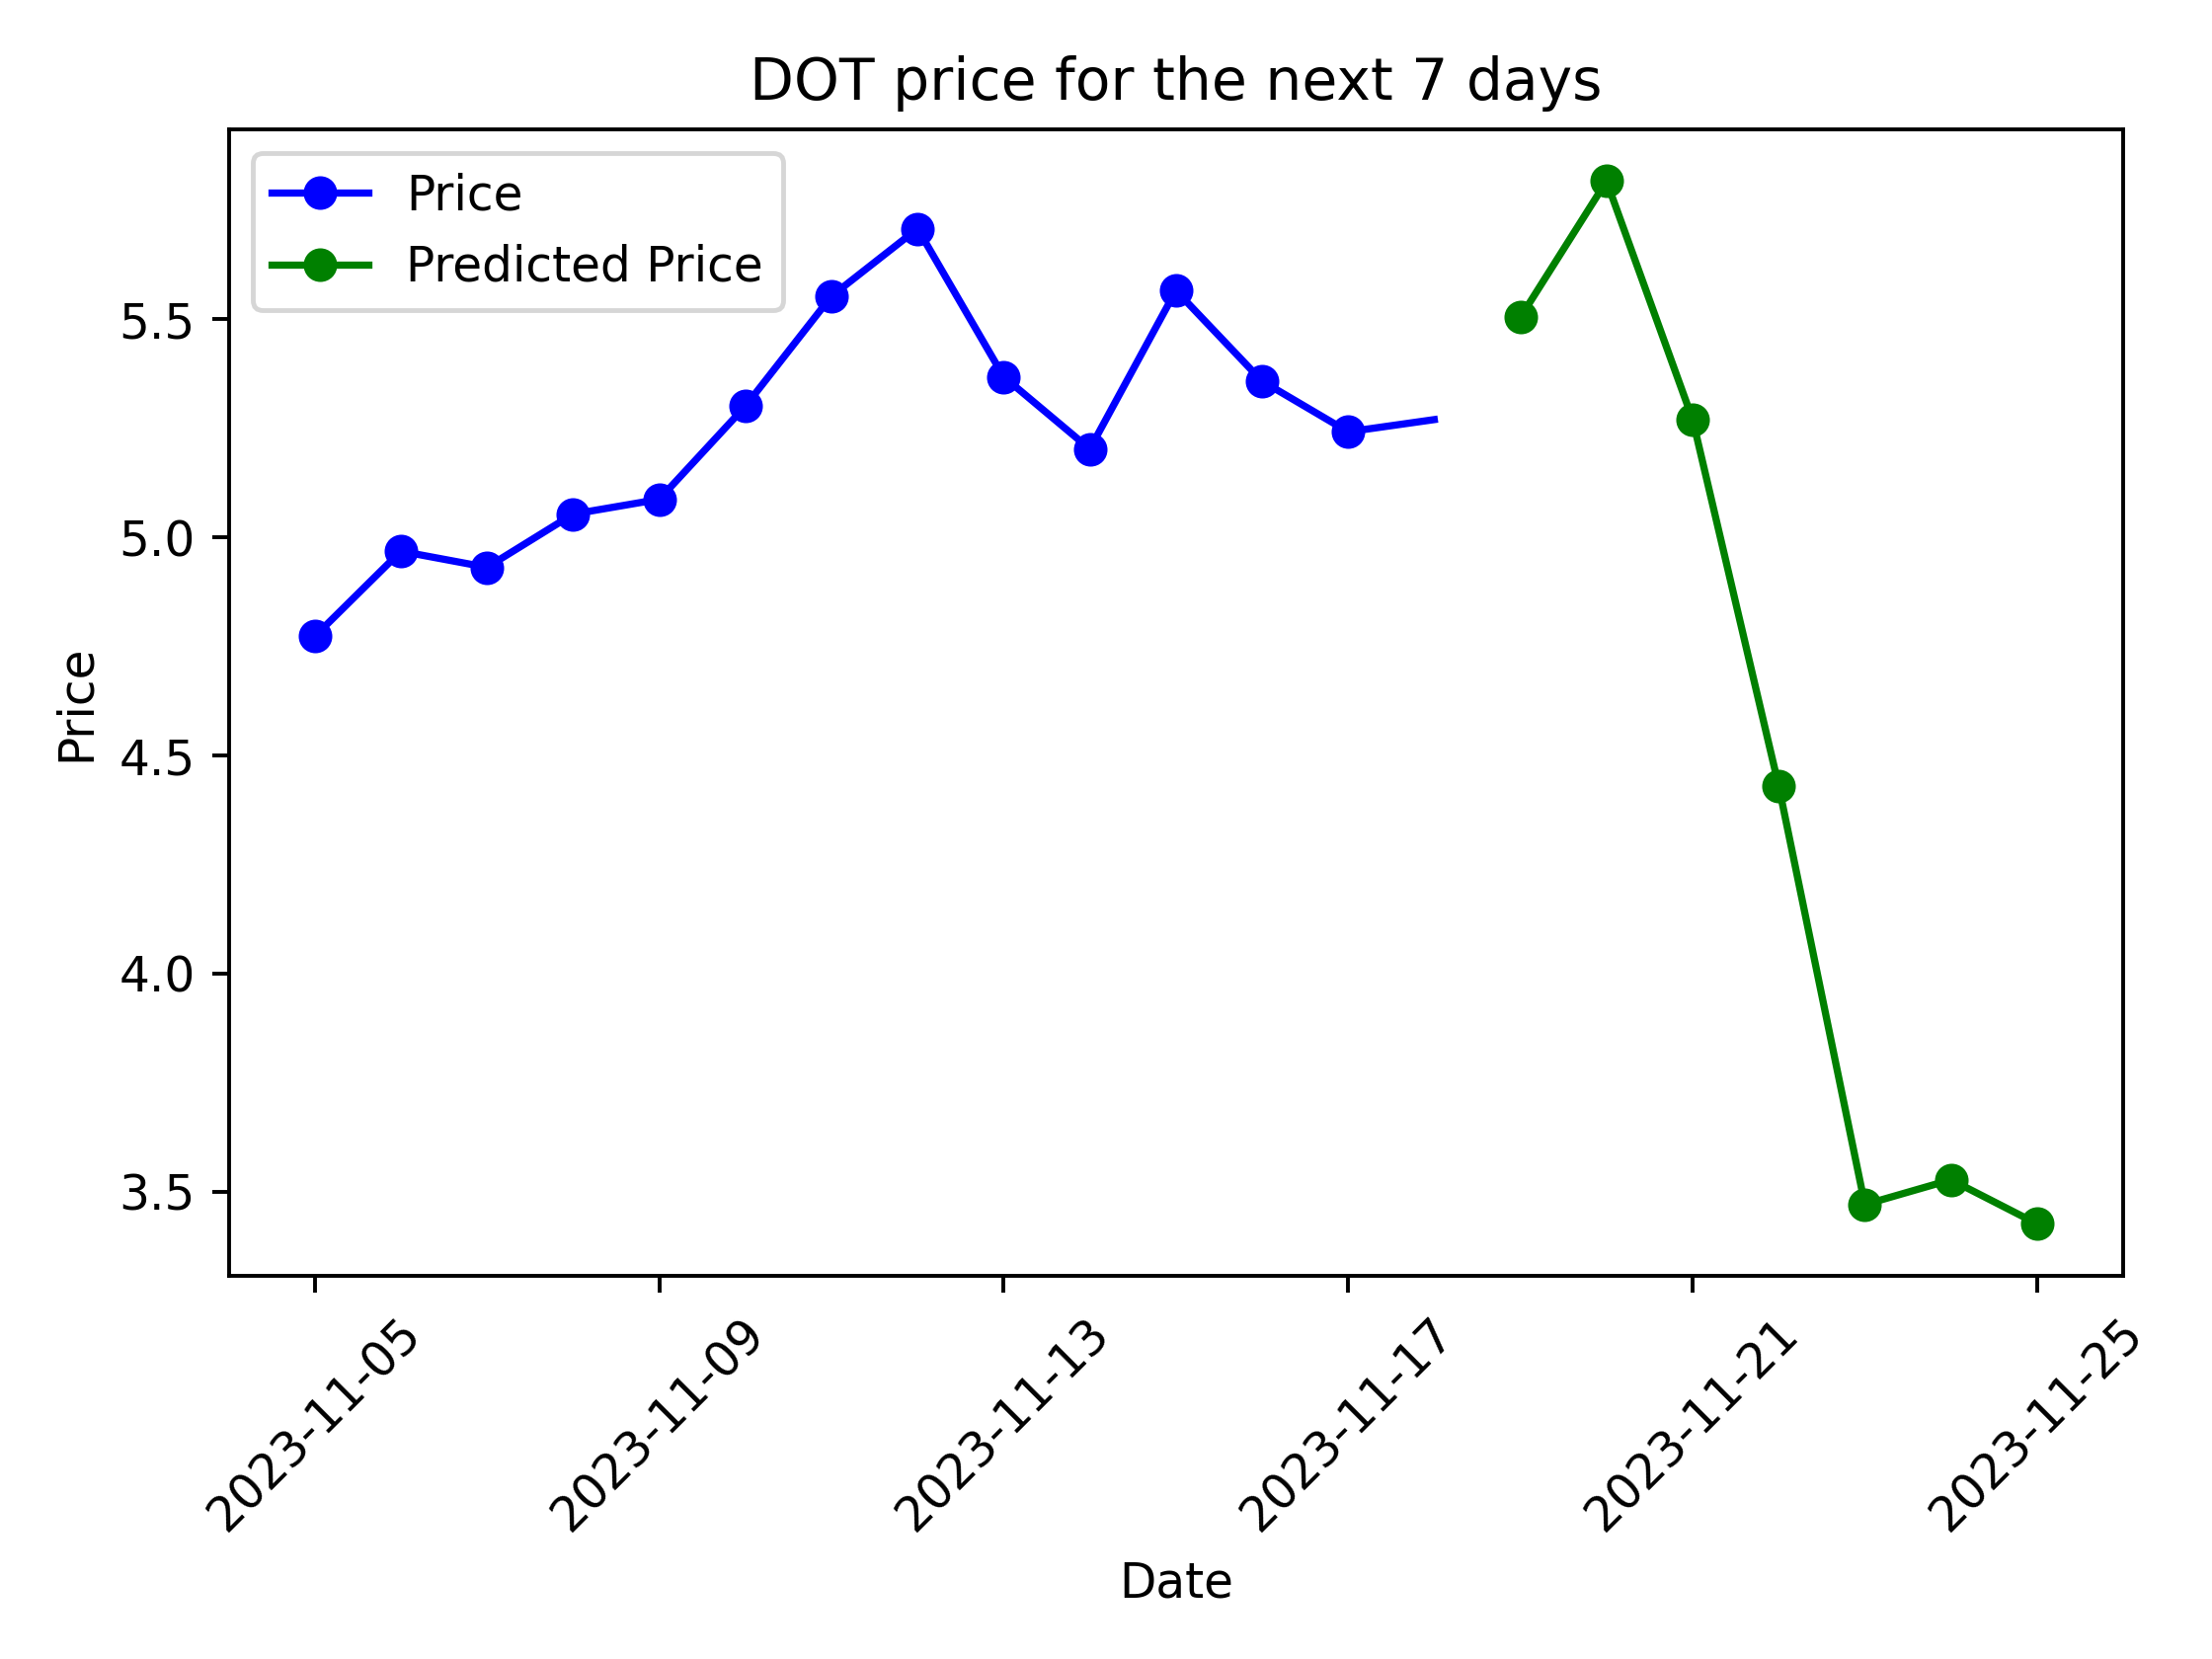 DOT price for the next 7 days
Price
Predicted Price
5.5
5.0
4.5
4.0
3.5
Price
2023-11-05
2023-11-09
2023-11-13
2023-11-17
2023-11-21
2023-11-25
Date